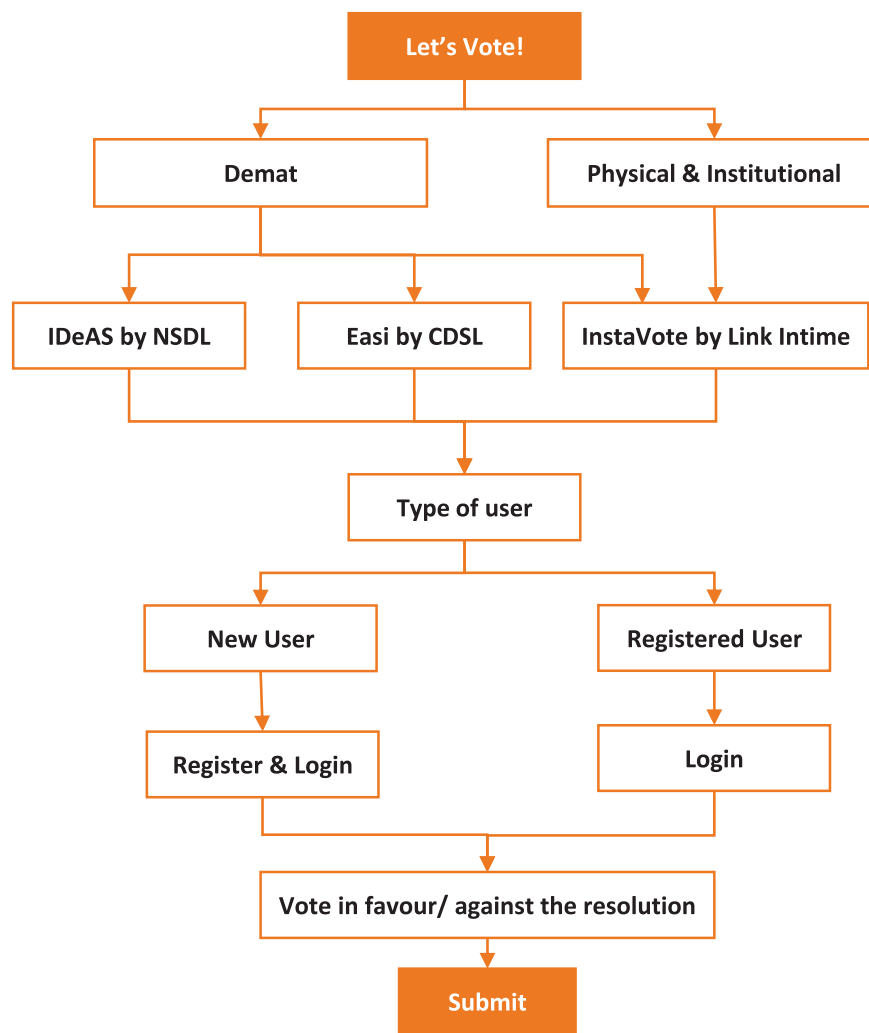 Let’s Vote!
Demat
Physical & Institutional
IDeAS by NSDL
Easi by CDSL
InstaVote by Link Intime
Type of user
New User
Registered User
Register & Login
Login
Vote in favour/ against the resolution
Submit